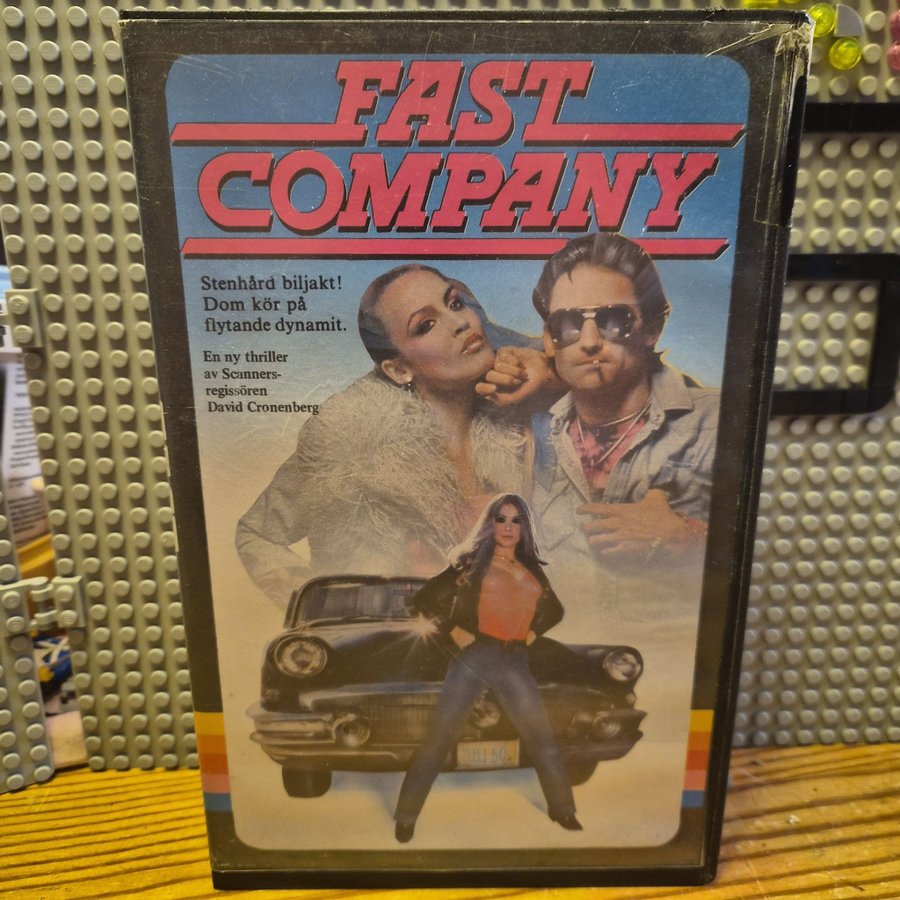 FAST
COMPANY
Stenhård biljakt!
Dom kör på
flytande dynamit.
En ny thriller
av Scanners-
regissören
David Cronenberg